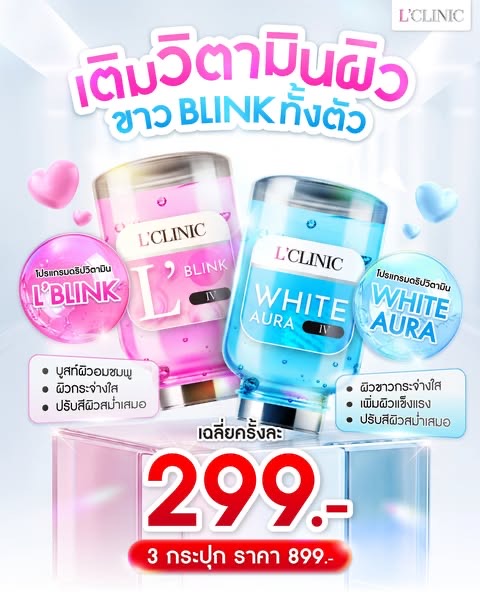 L'CLINIC
เติมวิตามินผิว
ขาว BLINK ทั้งตัว
L'CLINIC
L' BLINK
IV
L'CLINIC
WHITE
AURA IV
โปรแกรมดริปวิตามิน
L'BLINK
โปรแกรมดริปวิตามิน
WHITE
AURA
• บูสท์ผิวอมชมพู
• ผิวกระจ่างใส
• ปรับสีผิวสม่ำเสมอ
• ผิวขาวกระจ่างใส
• เพิ่มผิวแข็งแรง
• ปรับสีผิวสม่ำเสมอ
เฉลี่ยครั้งละ
299.-
3 กระปุก ราคา 899.-